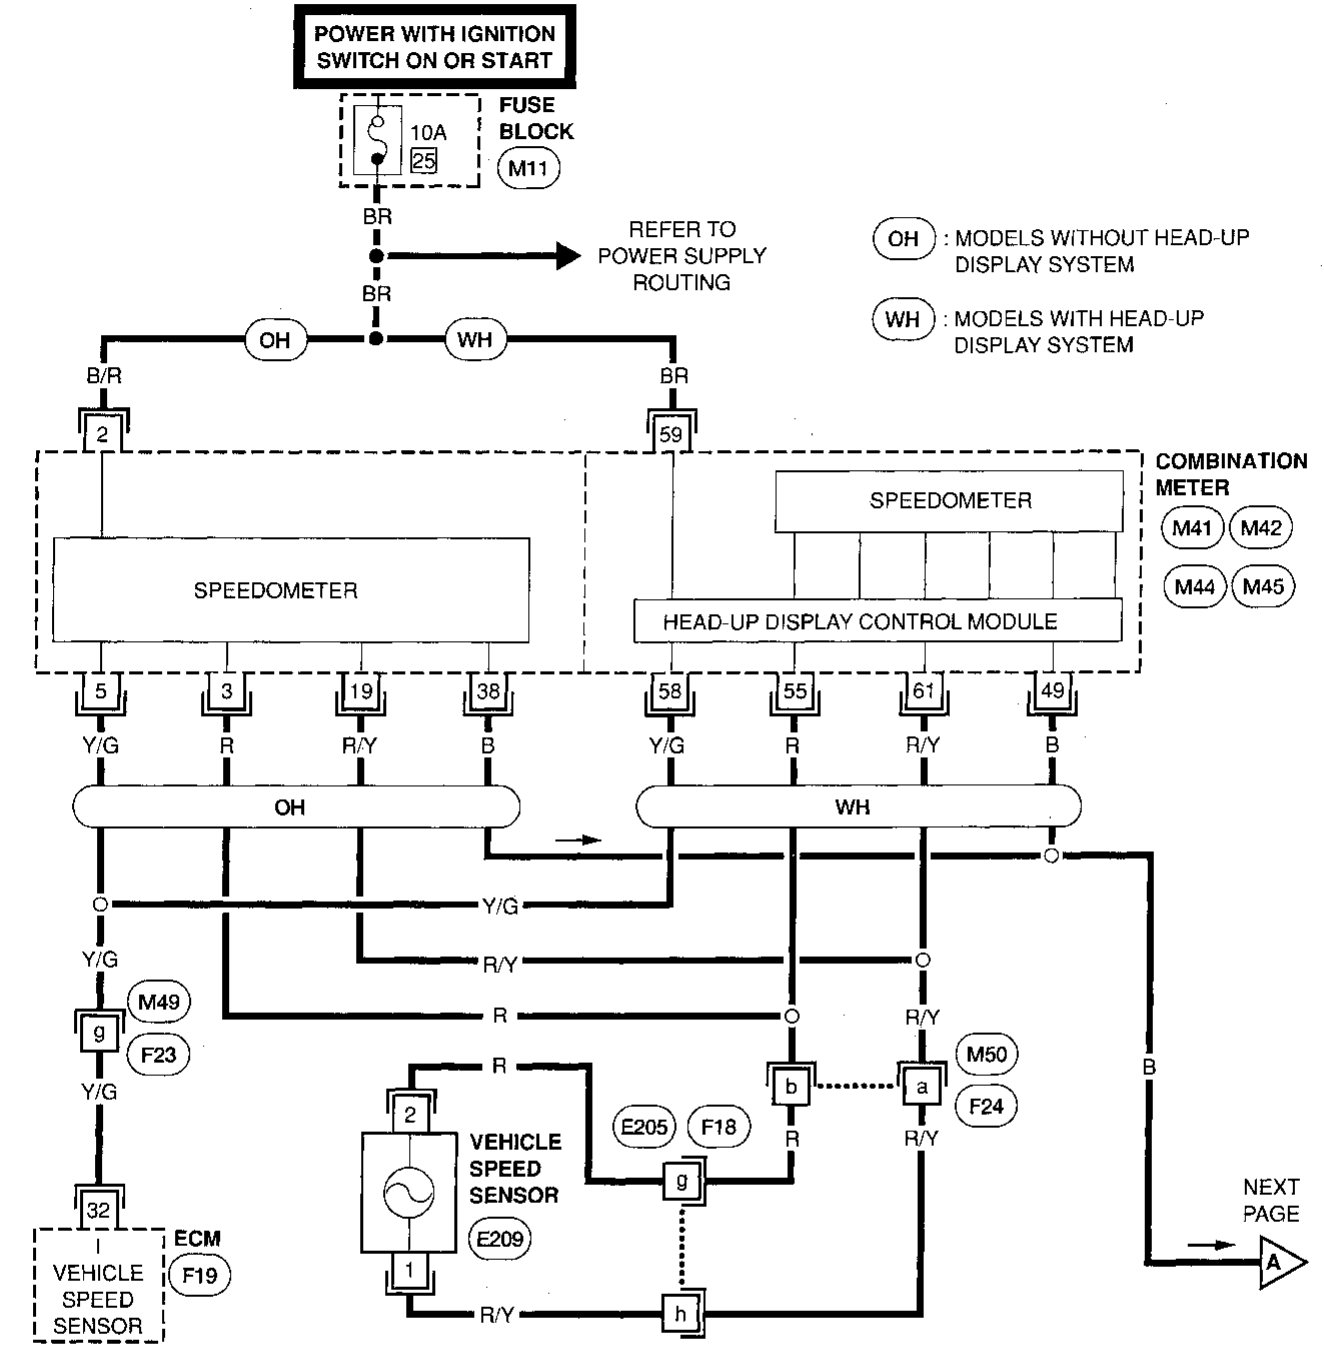 POWER WITH IGNITION
SWITCH ON OR START
FUSE
BLOCK
10A
25
M11
BR
REFER TO
POWER SUPPLY
ROUTING
OH : MODELS WITHOUT HEAD-UP
DISPLAY SYSTEM
BR
WH : MODELS WITH HEAD-UP
DISPLAY SYSTEM
OH
WH
B/R
BR
2
59
COMBINATION
METER
M41 M42
M44 M45
SPEEDOMETER
SPEEDOMETER
HEAD-UP DISPLAY CONTROL MODULE
5 3 19 38 58 55 61 49
Y/G R R/Y B Y/G R R/Y B
OH
WH
Y/G
Y/G
R/Y
R
R/Y
M49
g
F23
Y/G
R
b
a
M50
F24
B
2
E205
F18
R
R/Y
VEHICLE
SPEED
SENSOR
E209
g
32
ECM
F19
VEHICLE
SPEED
SENSOR
1
R/Y
h
NEXT
PAGE
A